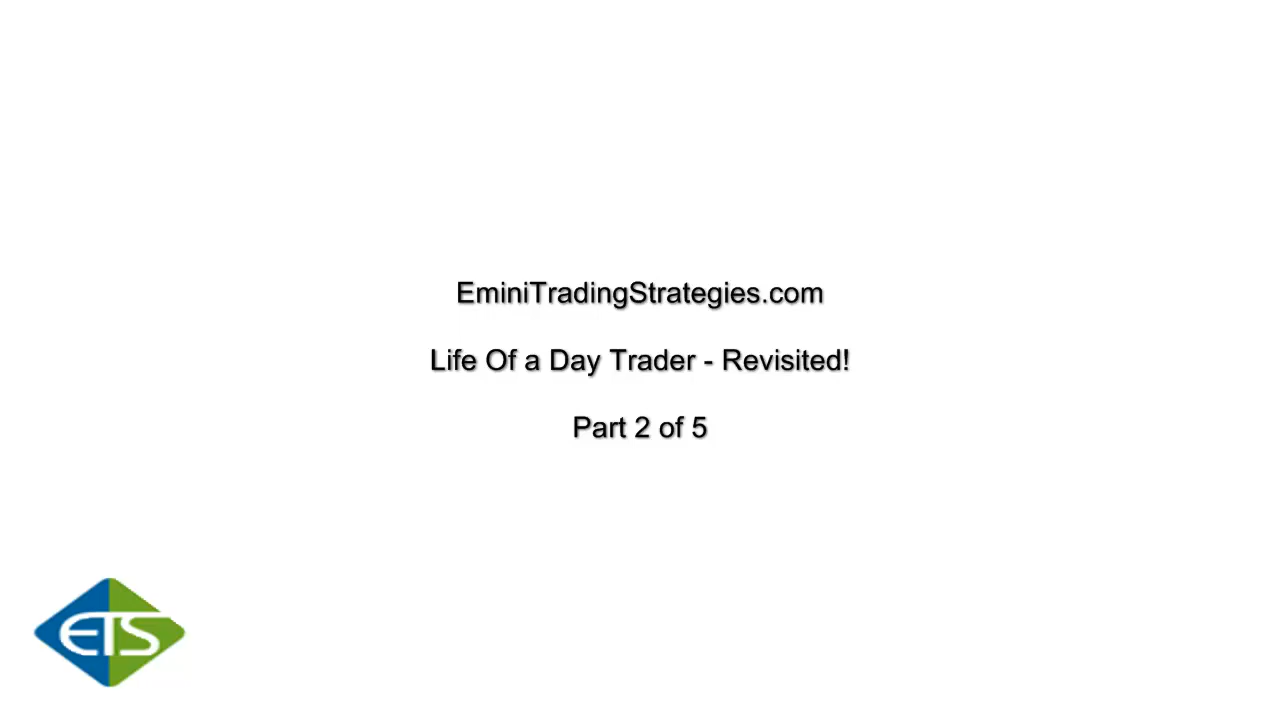 EminiTradingStrategies.com
Life Of a Day Trader - Revisited!
Part 2 of 5
ETS